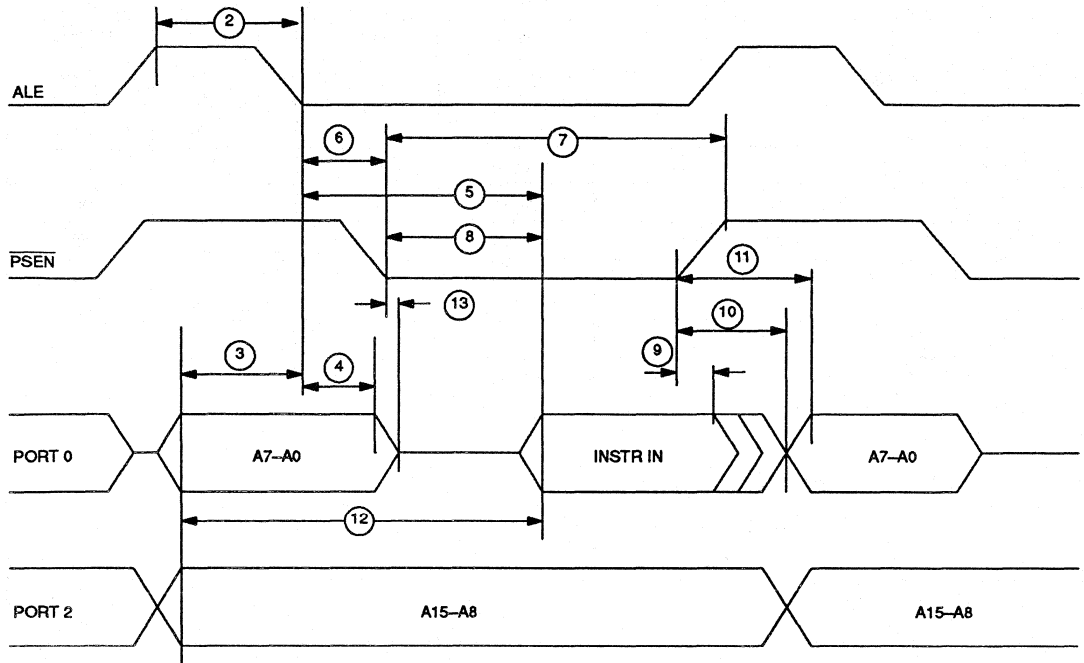 2
ALE
6
7
5
8
PSEN
11
13
10
3
4
9
PORT 0
A7–A0
INSTR IN
A7–A0
12
PORT 2
A15–A8
A15–A8